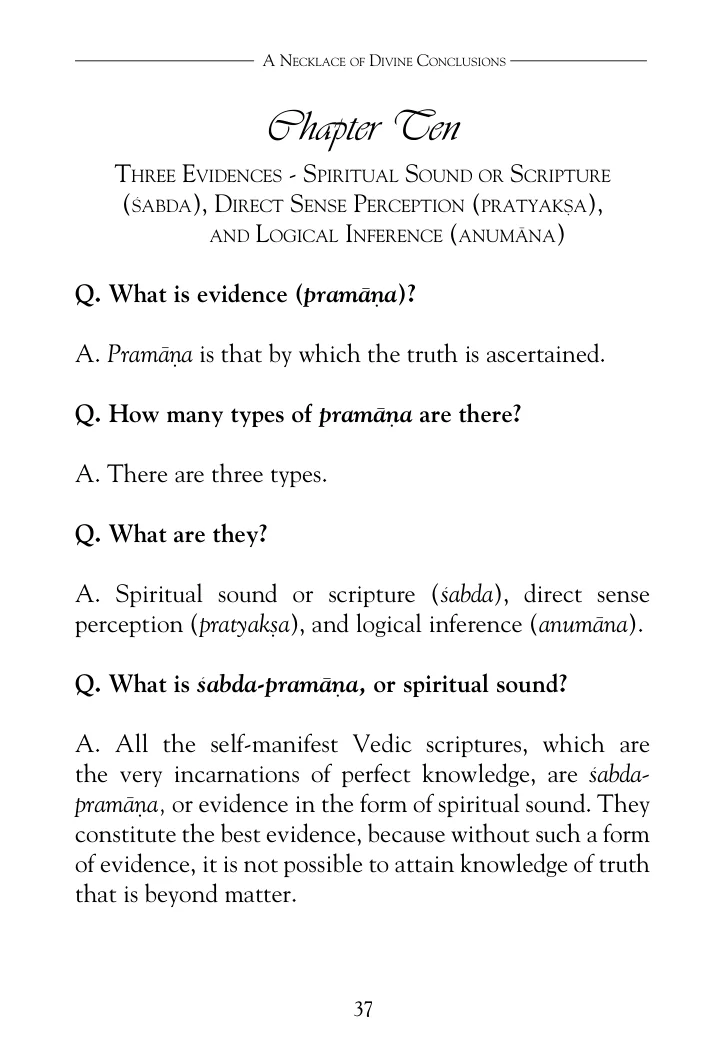 A Necklace of Divine Conclusions
Chapter Ten
Three Evidences - Spiritual Sound or Scripture
(śabda), Direct Sense Perception (pratyakṣa),
and Logical Inference (anumāna)
Q. What is evidence (pramāṇa)?
A. Pramāṇa is that by which the truth is ascertained.
Q. How many types of pramāṇa are there?
A. There are three types.
Q. What are they?
A. Spiritual sound or scripture (śabda), direct sense
perception (pratyakṣa), and logical inference (anumāna).
Q. What is śabda-pramāṇa, or spiritual sound?
A. All the self-manifest Vedic scriptures, which are
the very incarnations of perfect knowledge, are śabda-
pramāṇa, or evidence in the form of spiritual sound. They
constitute the best evidence, because without such a form
of evidence, it is not possible to attain knowledge of truth
that is beyond matter.
37